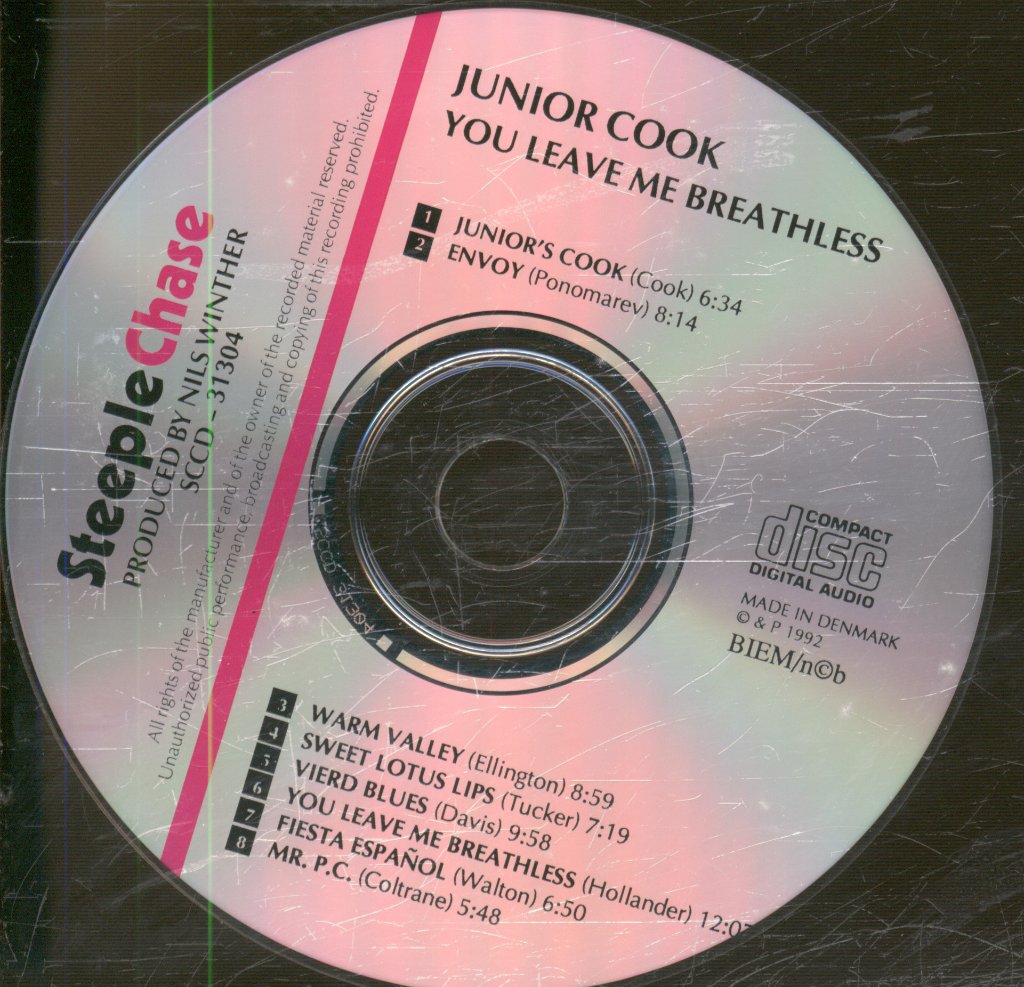 JUNIOR COOK
YOU LEAVE ME BREATHLESS
1 JUNIOR'S COOK (Cook) 6:34
2 ENVOY (Ponomarev) 8:14
SteepleChase
PRODUCED BY NILS WINTHER
SCCD - 31304
All rights of the manufacturer and of the owner of the recorded material reserved.
Unauthorized public performance, broadcasting and copying of this recording prohibited.
COMPACT
disc
DIGITAL AUDIO
MADE IN DENMARK
© & P 1992
BIEM/n©b
3 WARM VALLEY (Ellington) 8:59
4 SWEET LOTUS LIPS (Tucker) 7:19
5 VIERD BLUES (Davis) 9:58
6 YOU LEAVE ME BREATHLESS (Hollander) 12:07
7 FIESTA ESPAÑOL (Walton) 6:50
8 MR. P.C. (Coltrane) 5:48